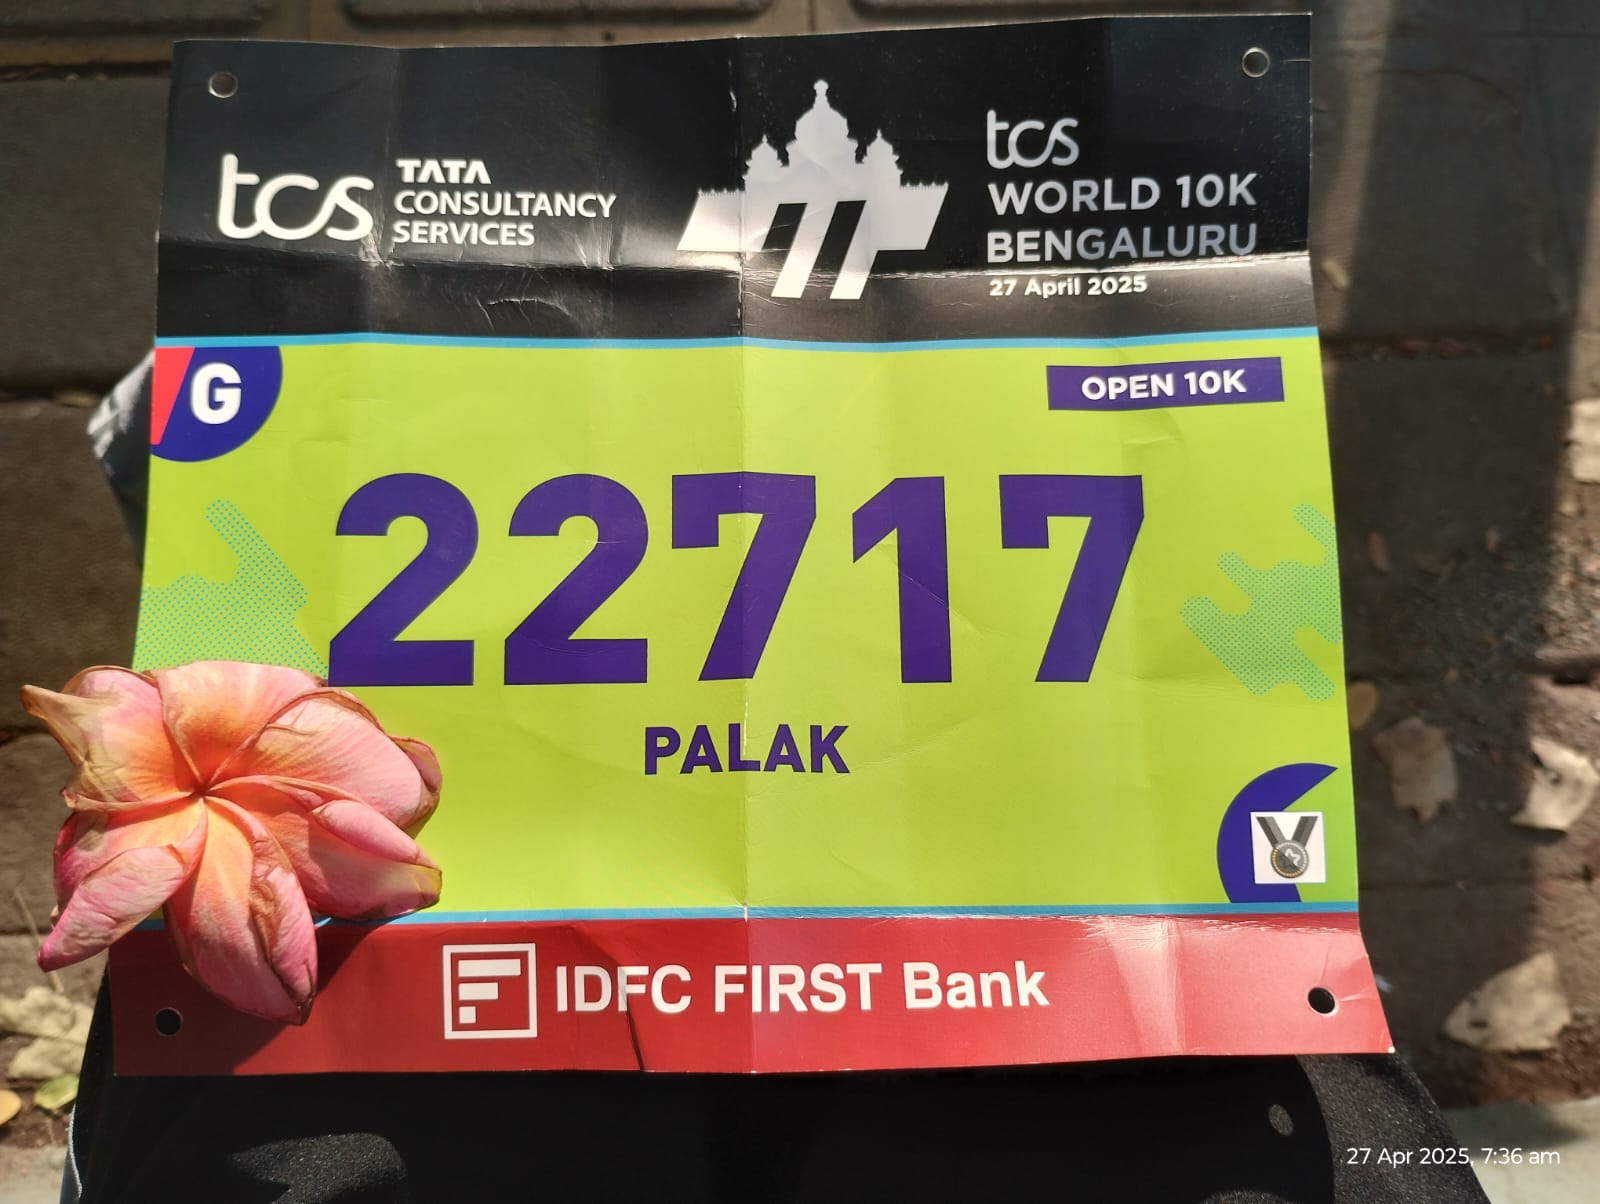 tcs
TATA
CONSULTANCY
SERVICES
tcs
WORLD 10K
BENGALURU
27 April 2025
G
OPEN 10K
22717
PALAK
IDFC FIRST Bank
27 Apr 2025, 7:36 am